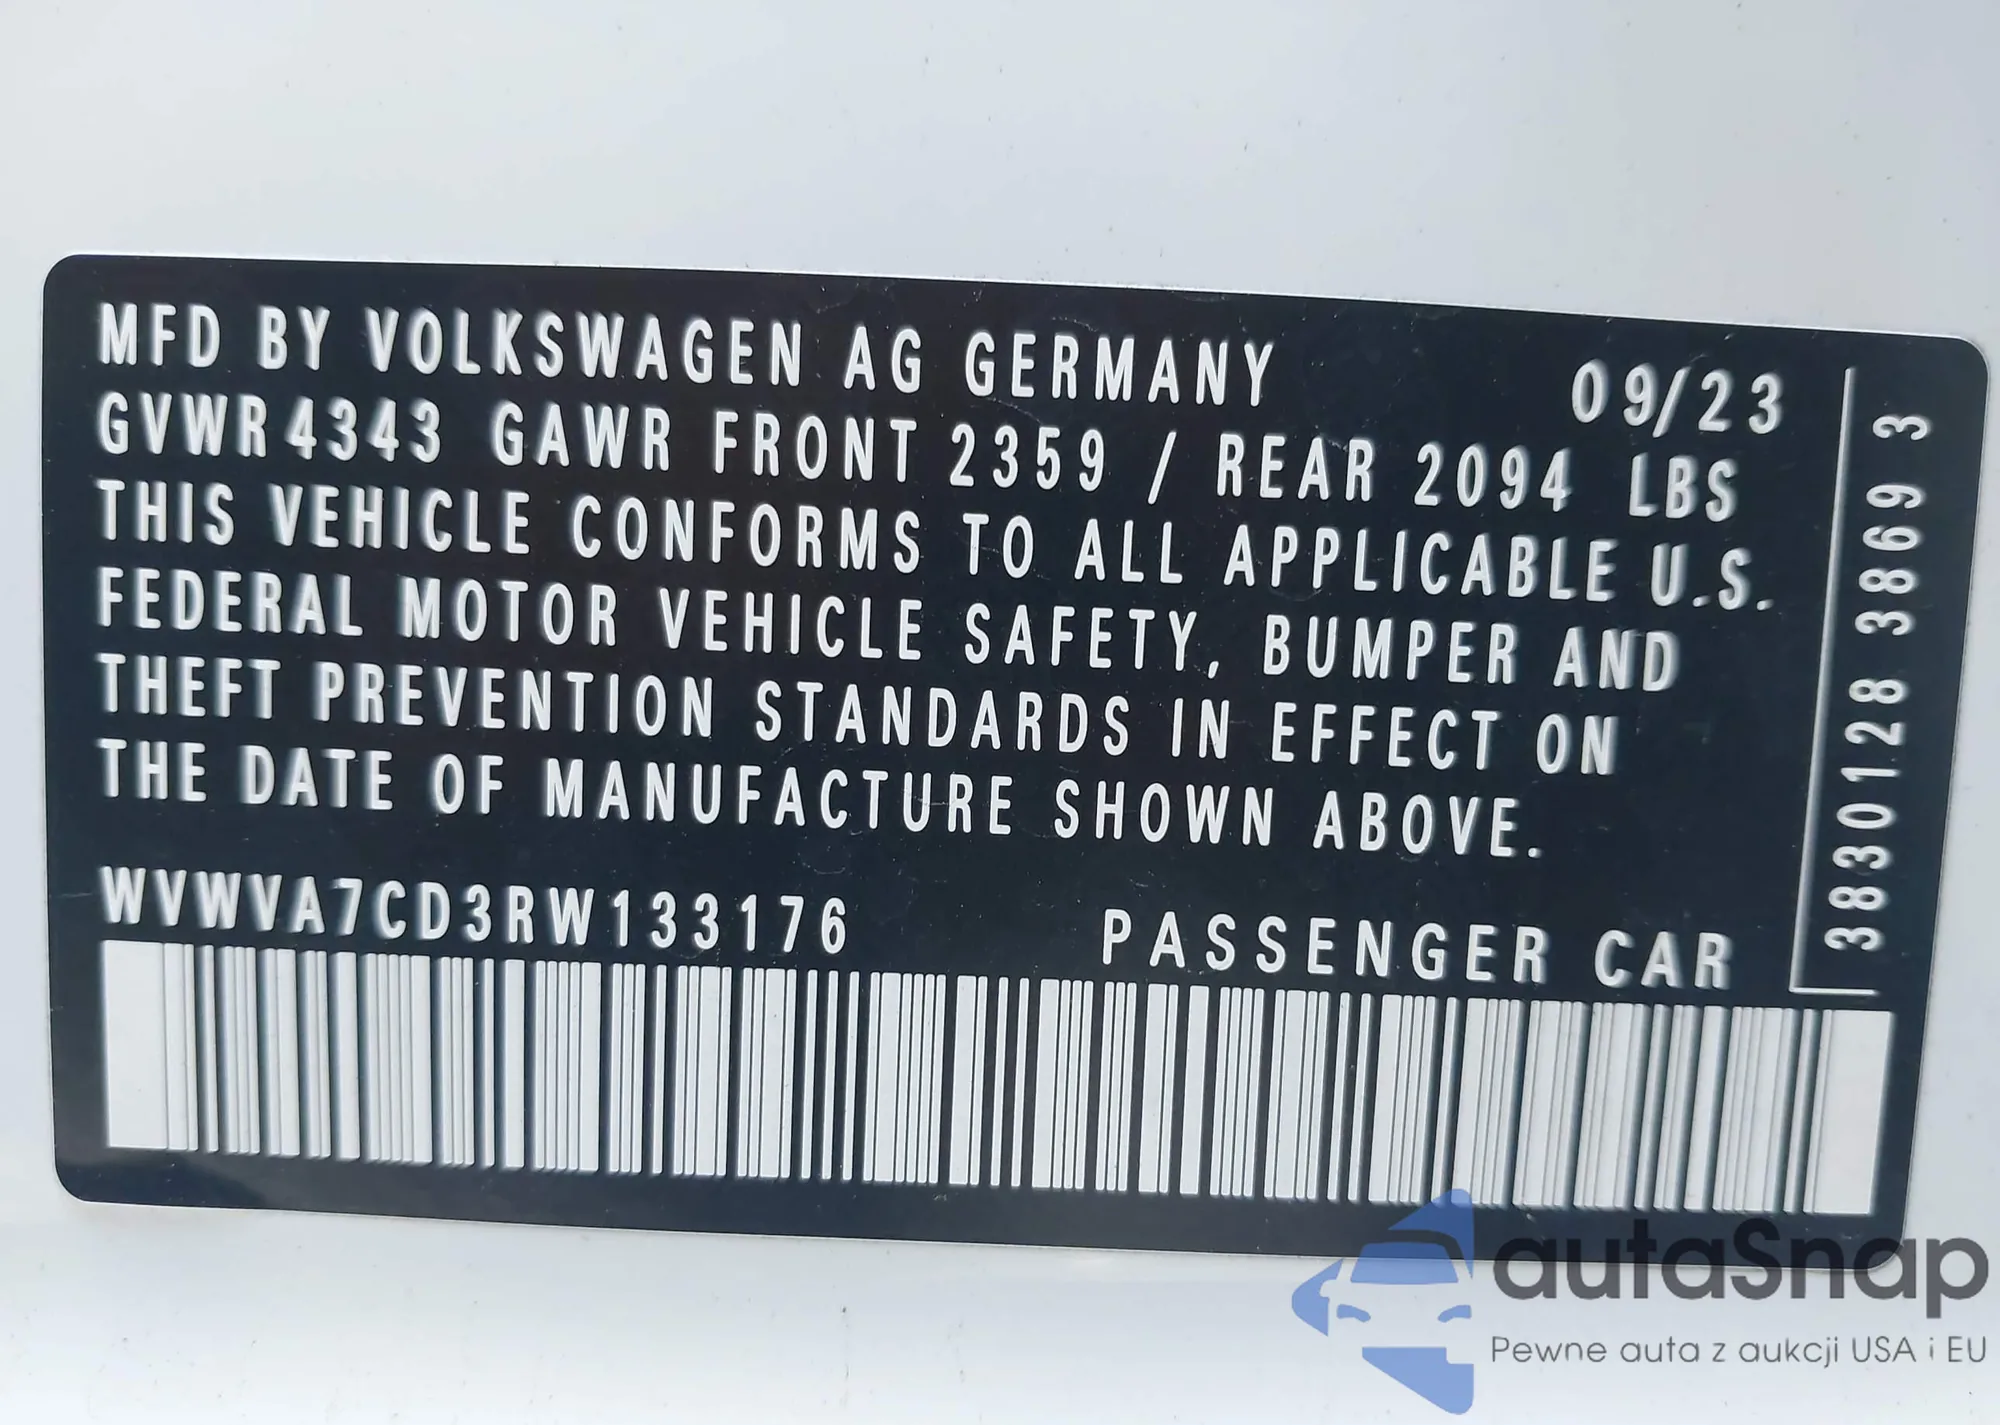 MFD BY VOLKSWAGEN AG GERMANY 09/23
GVWR 4343 GAWR FRONT 2359 / REAR 2094 LBS
THIS VEHICLE CONFORMS TO ALL APPLICABLE U.S.
FEDERAL MOTOR VEHICLE SAFETY, BUMPER AND
THEFT PREVENTION STANDARDS IN EFFECT ON
THE DATE OF MANUFACTURE SHOWN ABOVE.
WVWVA7CD3RW133176 PASSENGER CAR
3830128 3869 3
autaSnap
Pewne auta z aukcji USA i EU